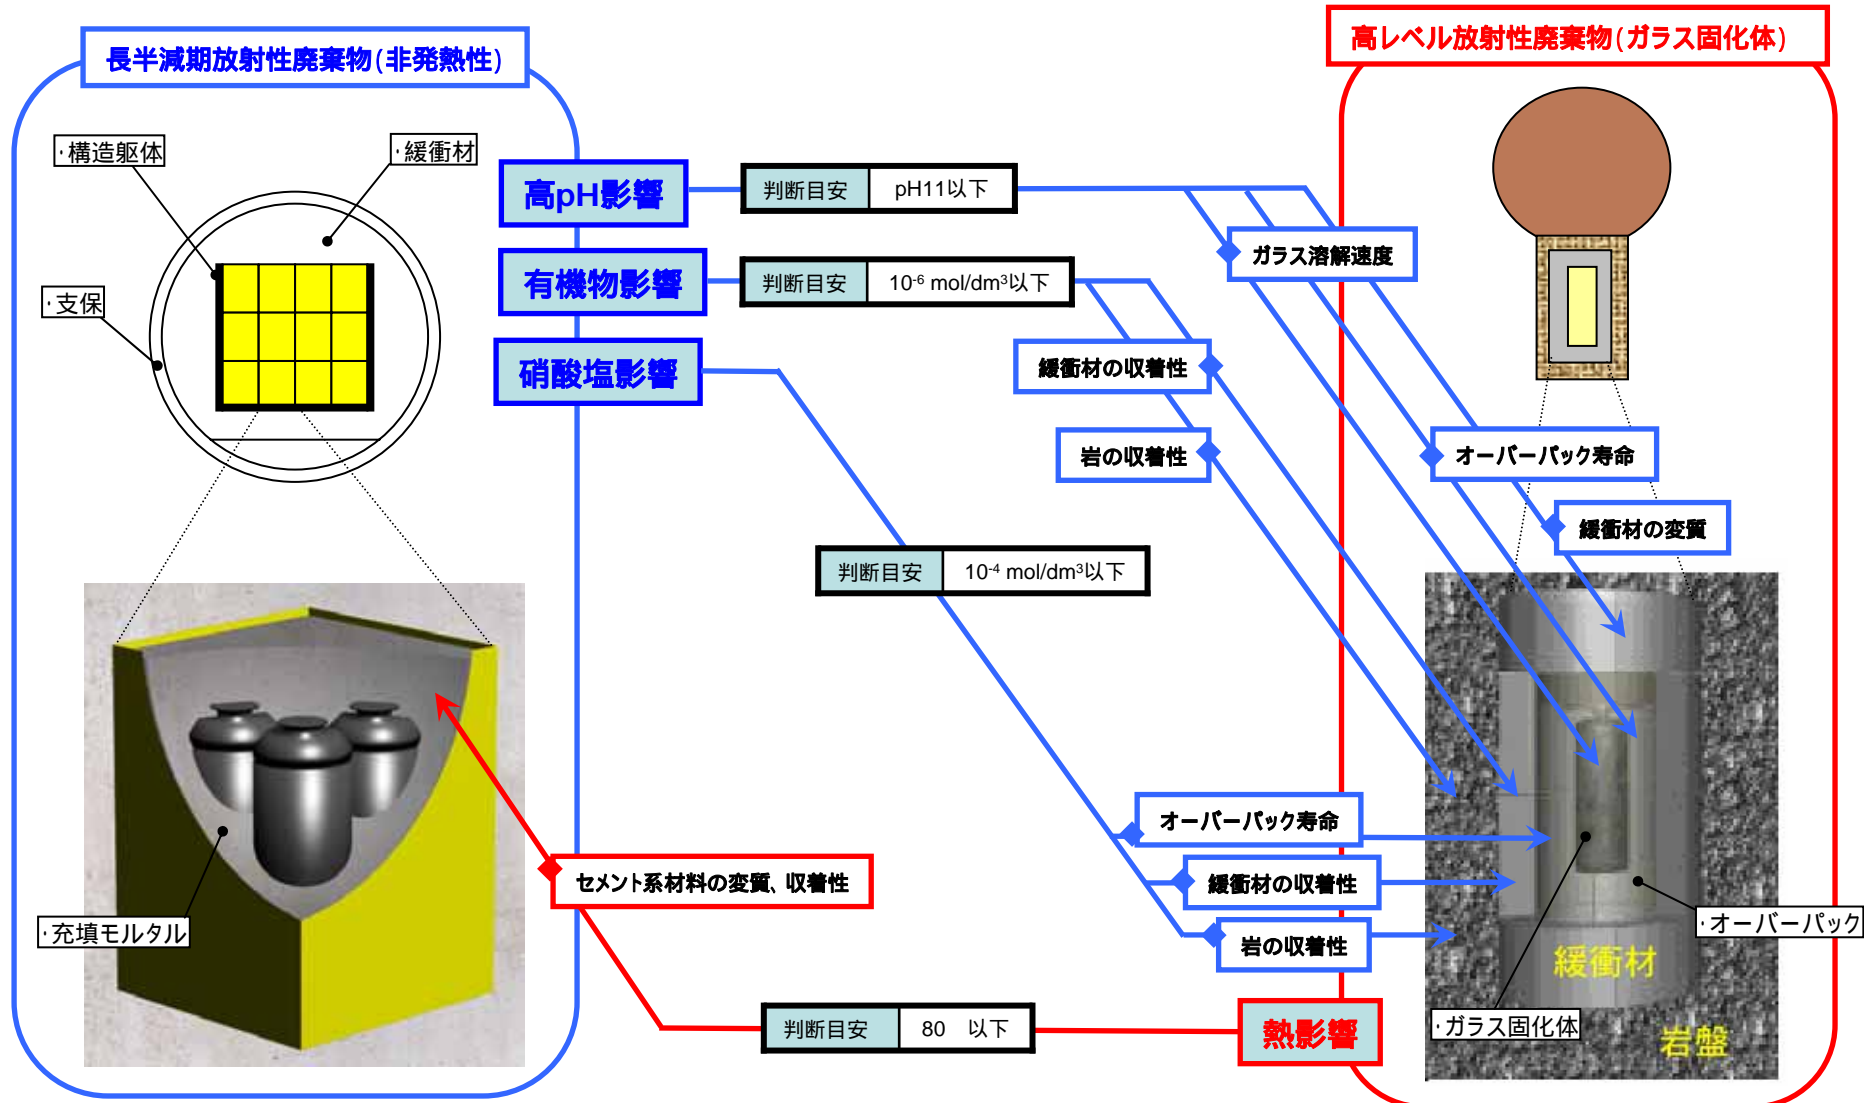 長半減期放射性廃棄物(非発熱性)
高レベル放射性廃棄物(ガラス固化体)
・構造躯体
・緩衝材
・支保
高pH影響
判断目安 pH11以下
有機物影響
判断目安 10⁻⁶ mol/dm³以下
硝酸塩影響
ガラス溶解速度
緩衝材の収着性
岩の収着性
オーバーパック寿命
緩衝材の変質
判断目安 10⁻⁴ mol/dm³以下
オーバーパック寿命
緩衝材の収着性
岩の収着性
セメント系材料の変質、収着性
・充填モルタル
・オーバーパック
緩衝材
・ガラス固化体
岩盤
判断目安 80 以下
熱影響